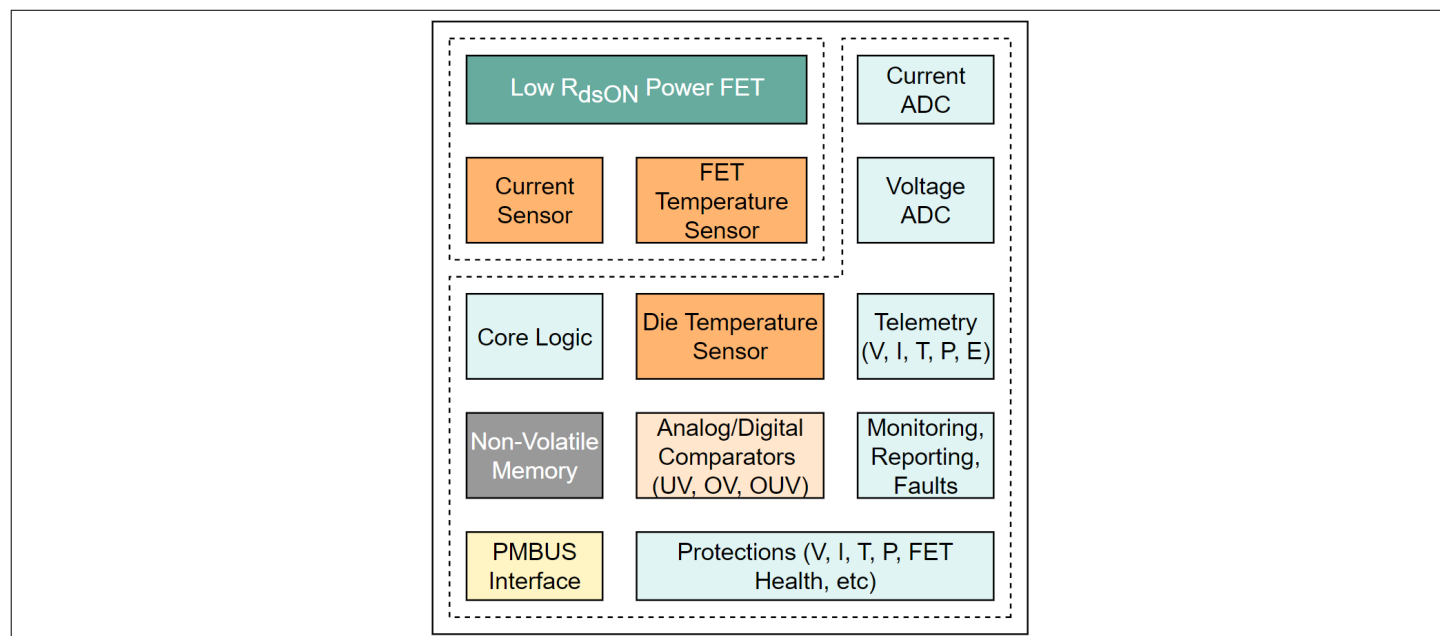 Low RdsON Power FET
Current
ADC
Current
Sensor
FET
Temperature
Sensor
Voltage
ADC
Core Logic
Die Temperature
Sensor
Telemetry
(V, I, T, P, E)
Non-Volatile
Memory
Analog/Digital
Comparators
(UV, OV, OUV)
Monitoring,
Reporting,
Faults
PMBUS
Interface
Protections (V, I, T, P, FET
Health, etc)